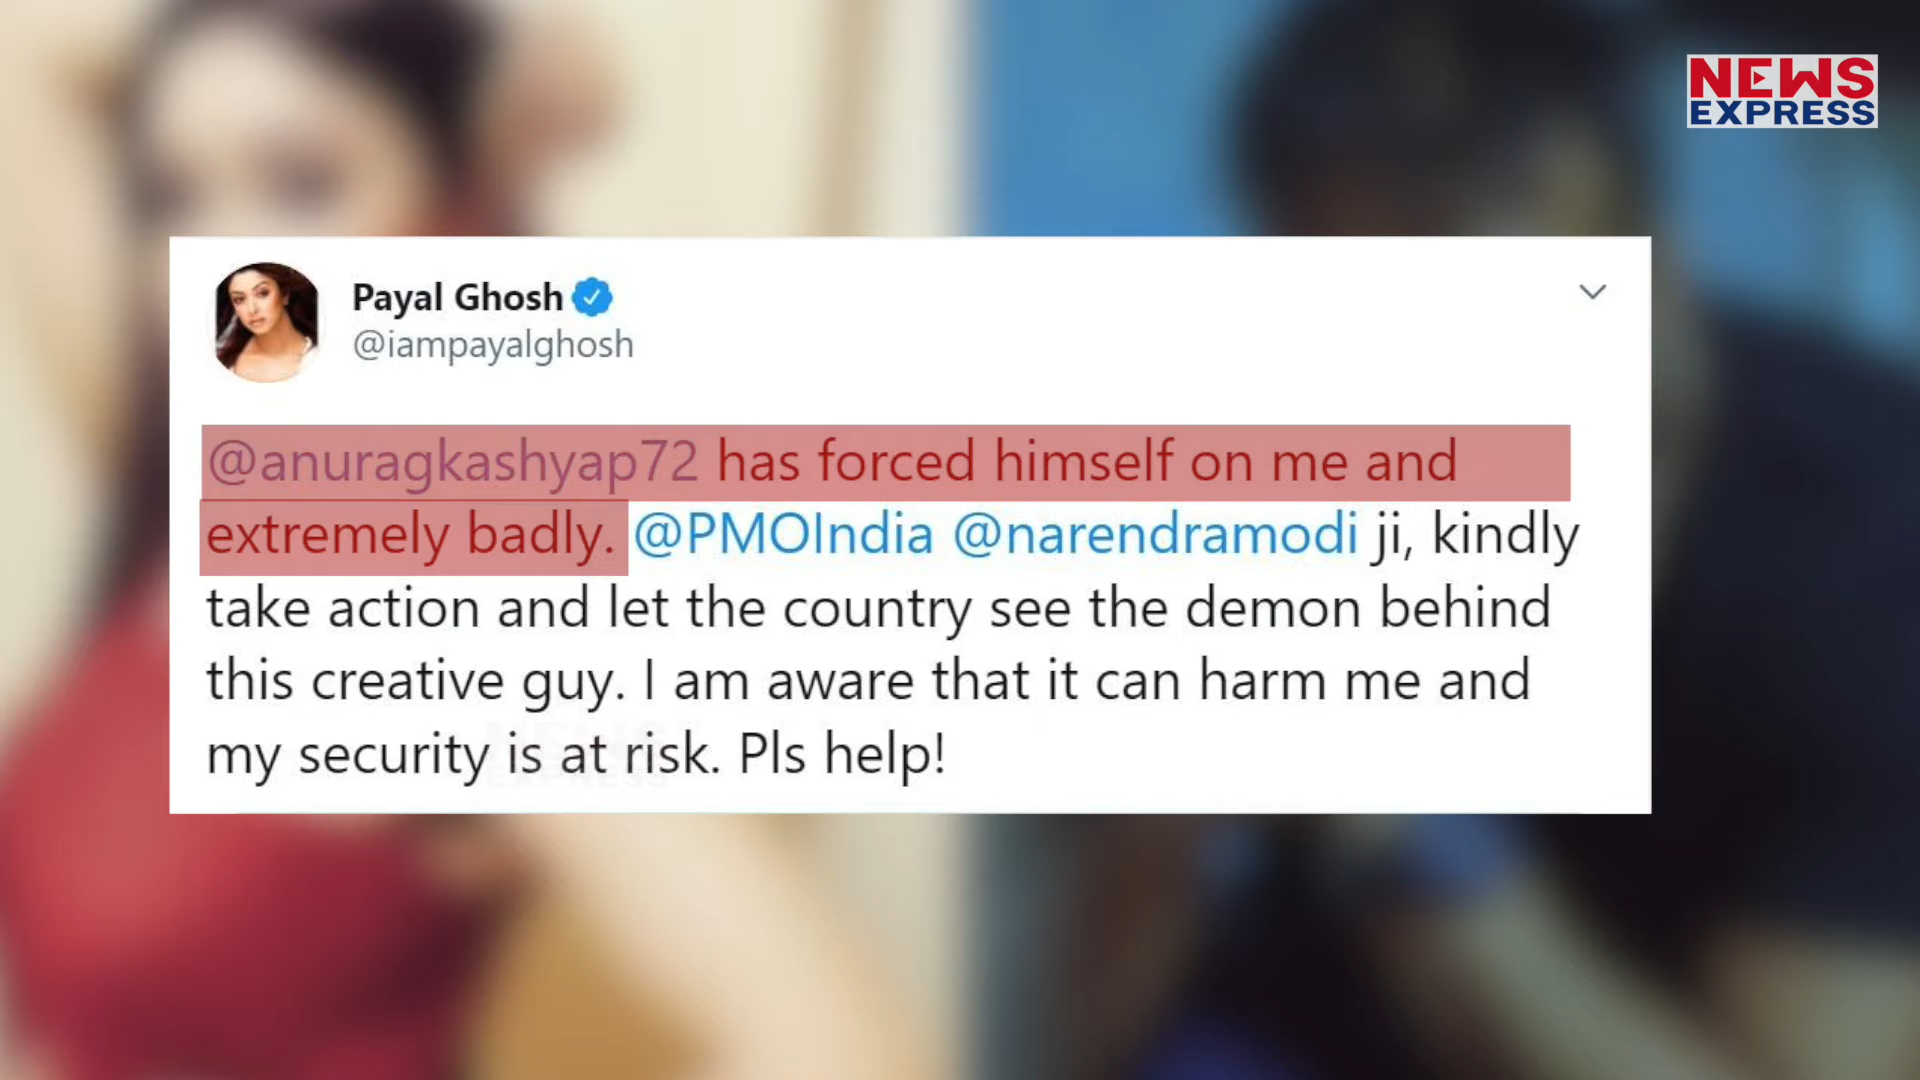 NEWS
EXPRESS
Payal Ghosh
@iampayalghosh
@anuragkashyap72 has forced himself on me and
extremely badly. @PMOIndia @narendramodi ji, kindly
take action and let the country see the demon behind
this creative guy. I am aware that it can harm me and
my security is at risk. Pls help!
NEWS
EXPRESS